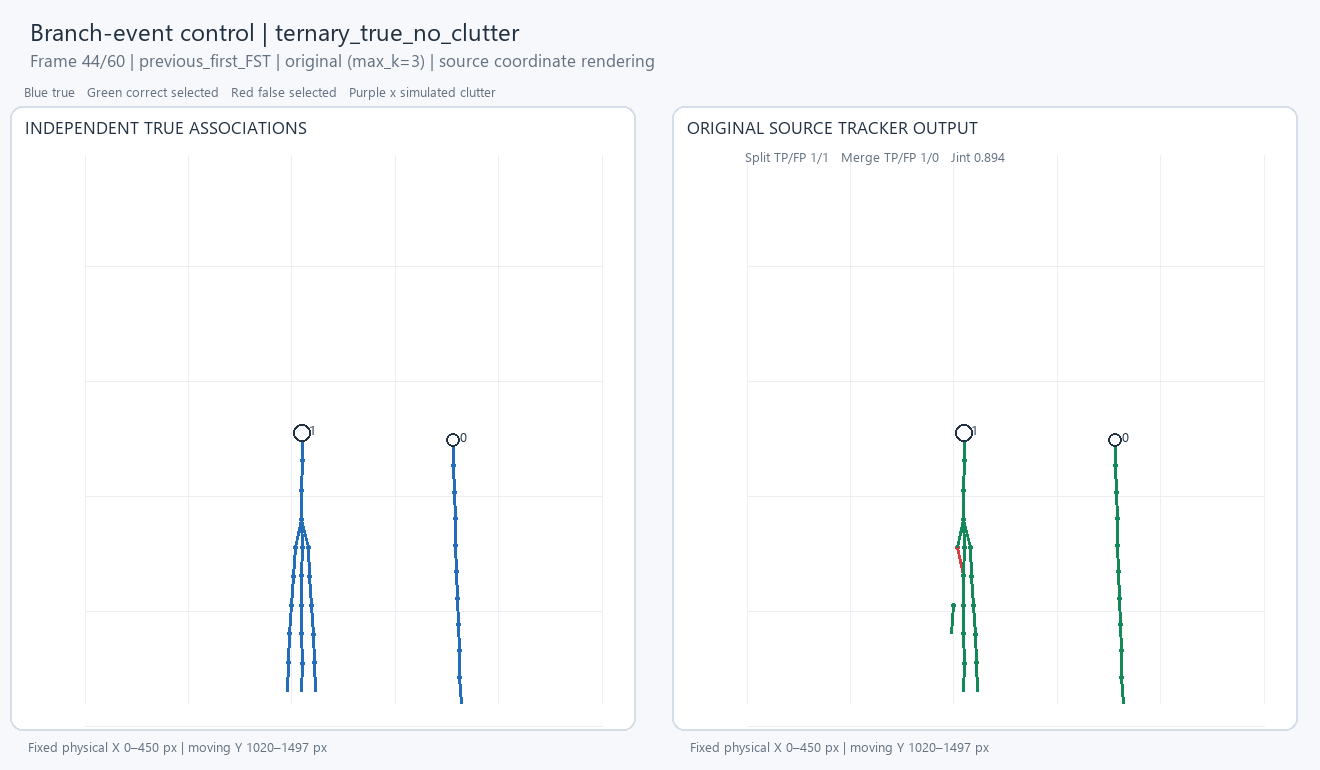 Branch-event control | ternary_true_no_clutter
Frame 44/60 | previous_first_FST | original (max_k=3) | source coordinate rendering
Blue true Green correct selected Red false selected Purple x simulated clutter
INDEPENDENT TRUE ASSOCIATIONS
1
0
Fixed physical X 0–450 px | moving Y 1020–1497 px
ORIGINAL SOURCE TRACKER OUTPUT
Split TP/FP 1/1 Merge TP/FP 1/0 Jint 0.894
1
0
Fixed physical X 0–450 px | moving Y 1020–1497 px